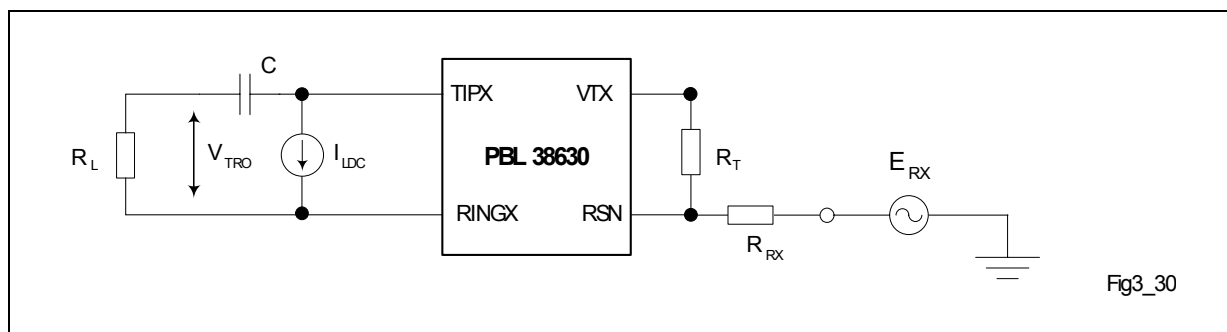 C
TIPX VTX
R L V TRO I LDC PBL 38630 R T E RX
RINGX RSN
R RX
Fig3_30